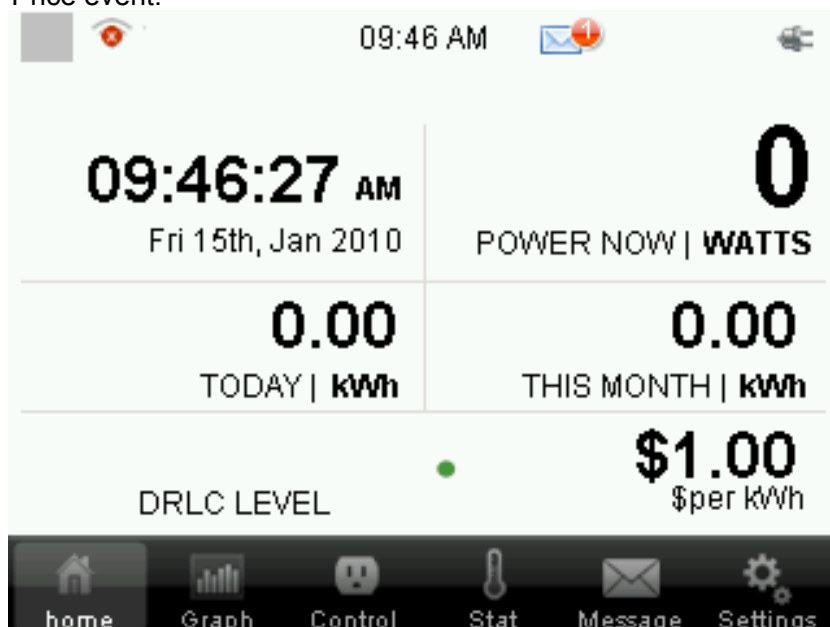 Price event.
09:46 AM 1
09:46:27 AM
Fri 15th, Jan 2010
0
POWER NOW | WATTS
0.00
TODAY | kWh
0.00
THIS MONTH | kWh
DRLC LEVEL
$1.00
$per kWh
home Graph Control Stat Message Settings